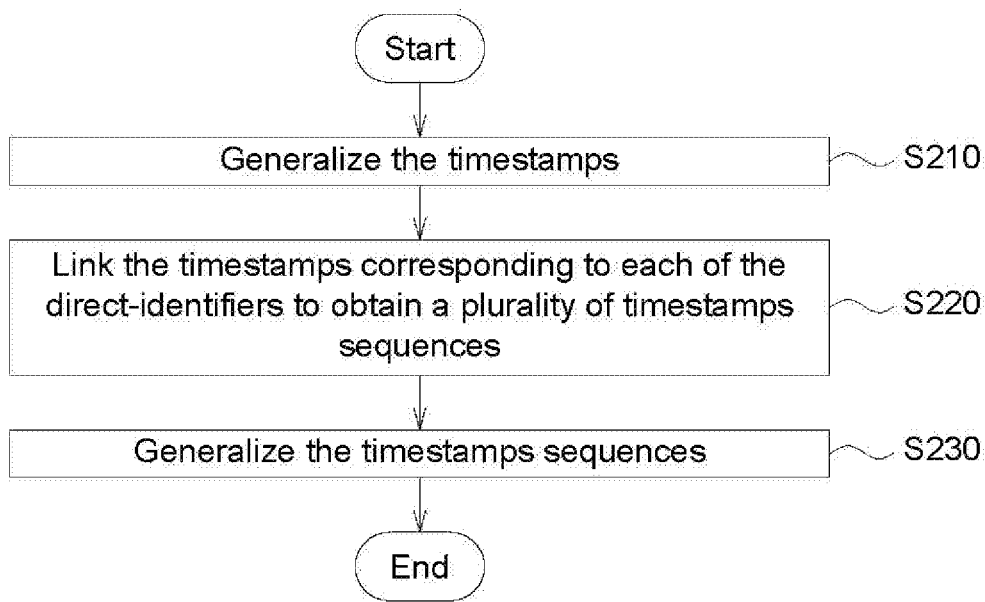 Start
Generalize the timestamps
S210
Link the timestamps corresponding to each of the
direct-identifiers to obtain a plurality of timestamps
sequences
S220
Generalize the timestamps sequences
S230
End